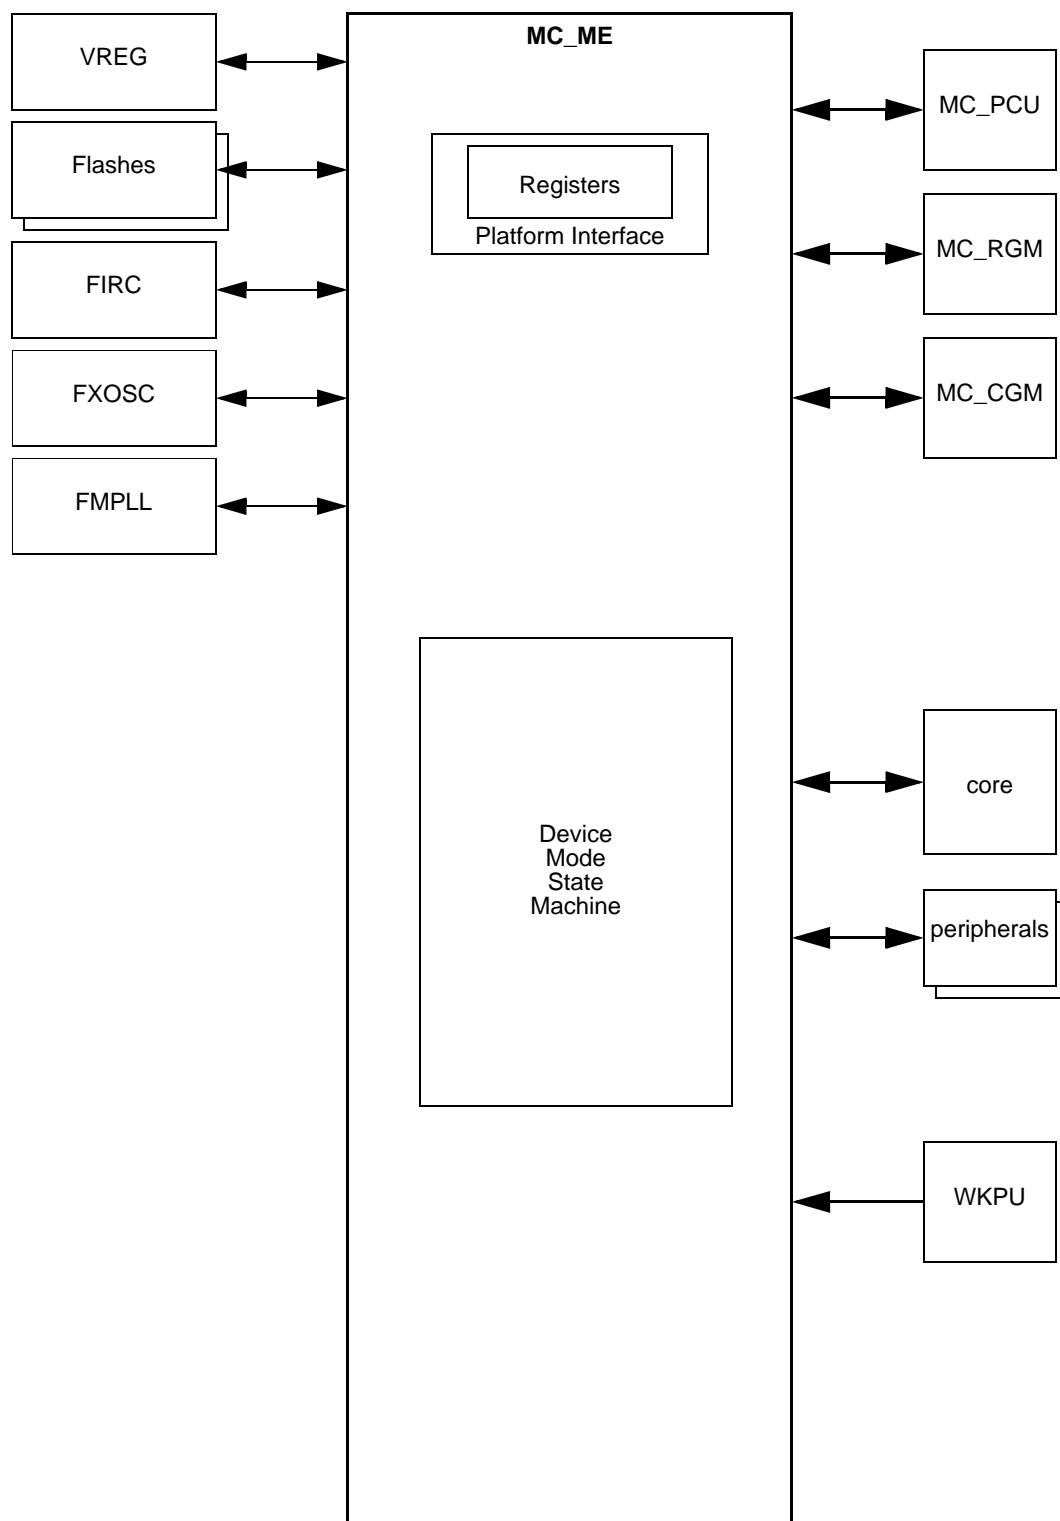 MC_ME
VREG
Flashes
FIRC
FXOSC
FMPLL
Registers
Platform Interface
Device
Mode
State
Machine
MC_PCU
MC_RGM
MC_CGM
core
peripherals
WKPU